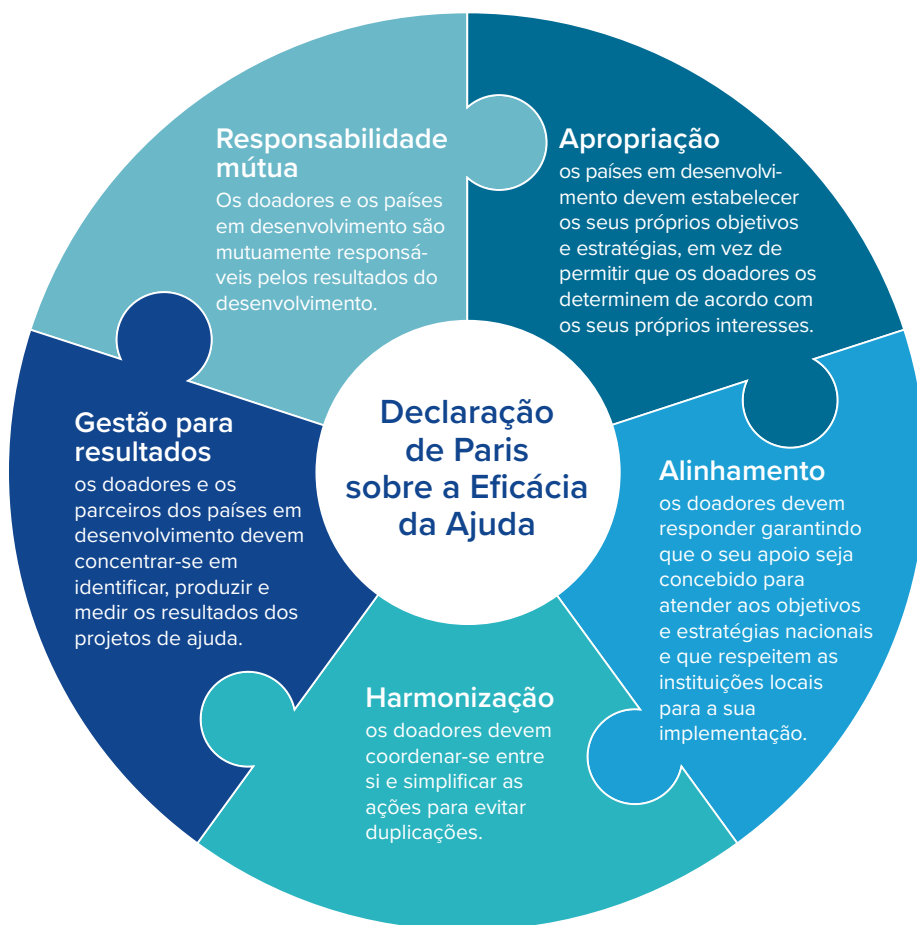 Declaração
de Paris
sobre a Eficácia
da Ajuda
Apropriação
os países em desenvolvi-
mento devem estabelecer
os seus próprios objetivos
e estratégias, em vez de
permitir que os doadores os
determinem de acordo com
os seus próprios interesses.
Alinhamento
os doadores devem
responder garantindo
que o seu apoio seja
concebido para
atender aos objetivos
e estratégias nacionais
e que respeitem as
instituições locais
para a sua
implementação.
Harmonização
os doadores devem
coordenar-se entre
si e simplificar as
ações para evitar
duplicações.
Gestão para
resultados
os doadores e os
parceiros dos países em
desenvolvimento devem
concentrar-se em
identificar, produzir e
medir os resultados dos
projetos de ajuda.
Responsabilidade
mútua
Os doadores e os países
em desenvolvimento são
mutuamente responsá-
veis pelos resultados do
desenvolvimento.